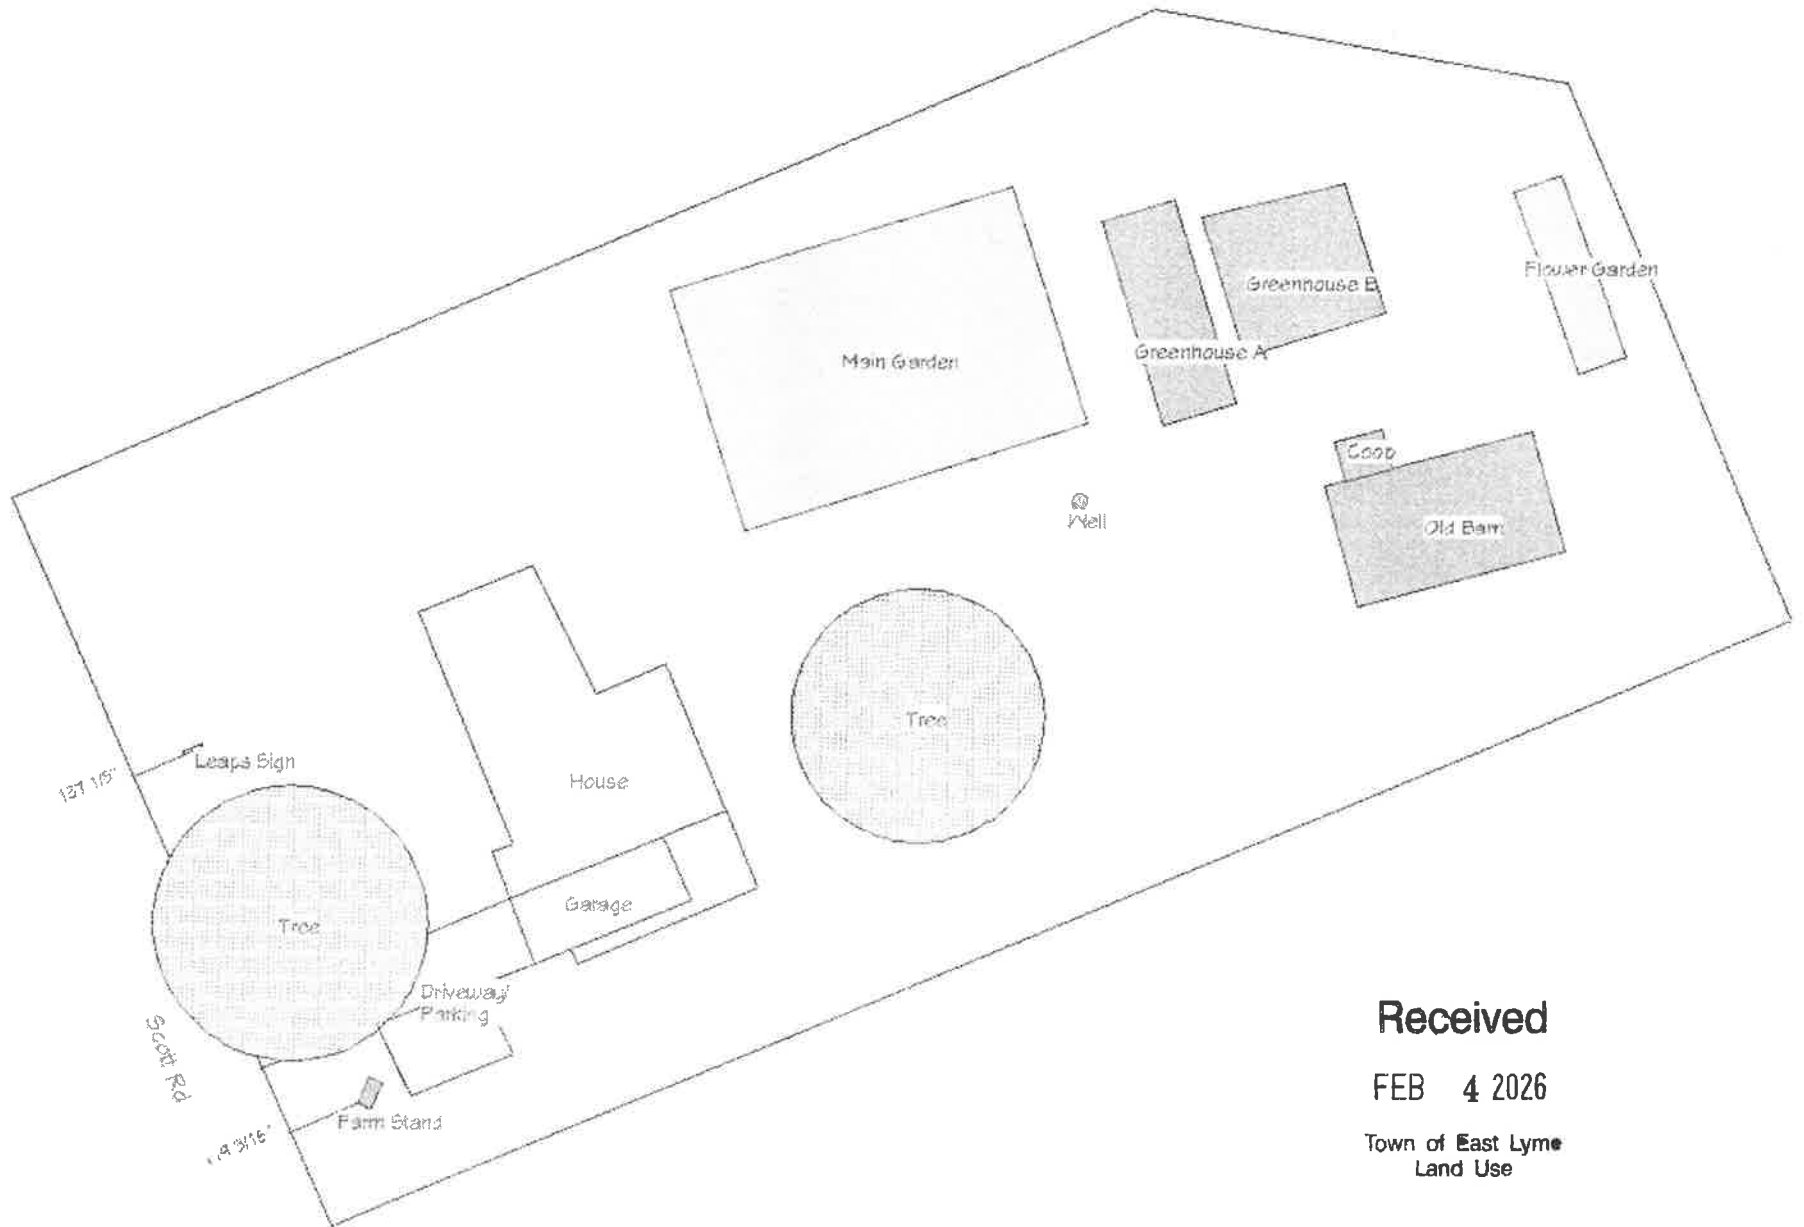 Flower Garden
Greenhouse B
Greenhouse A
Main Garden
Coop
Well
Old Barn
Tree
Leaps Sign
House
Garage
Tree
Driveway/
Parking
Scott Rd
Farm Stand
Received
FEB 4 2026
Town of East Lyme
Land Use